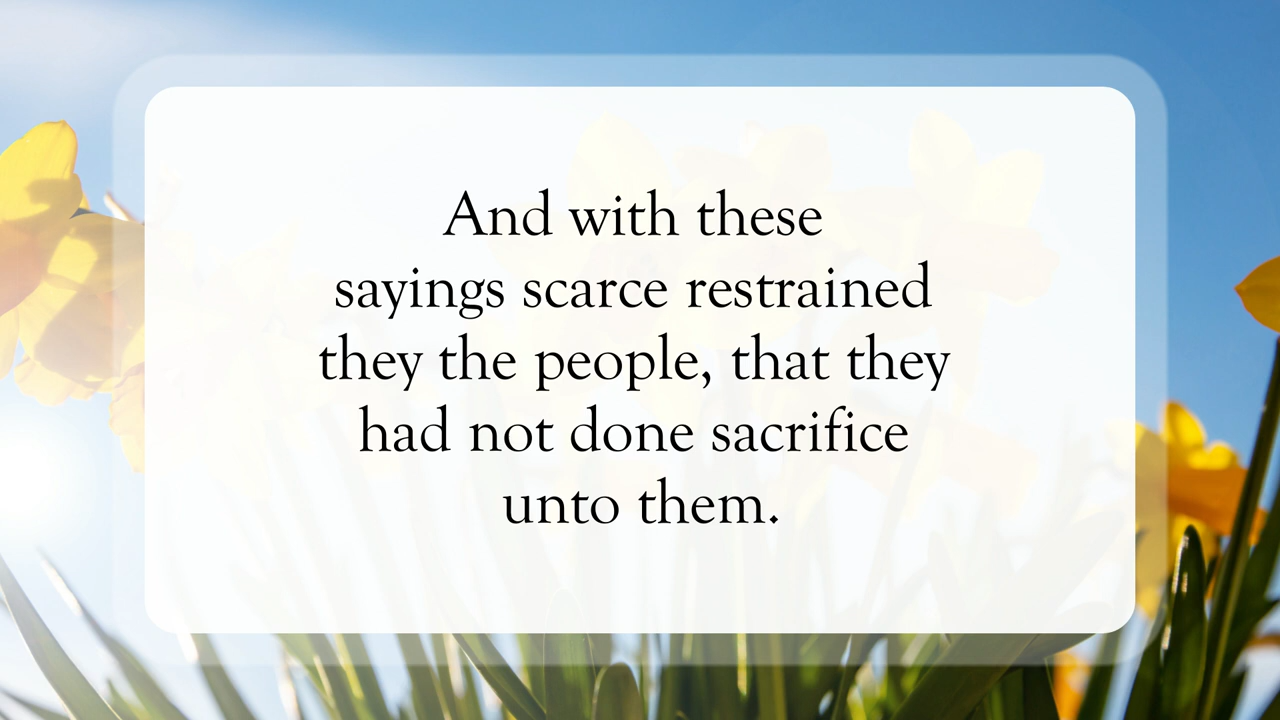 And with these
sayings scarce restrained
they the people, that they
had not done sacrifice
unto them.